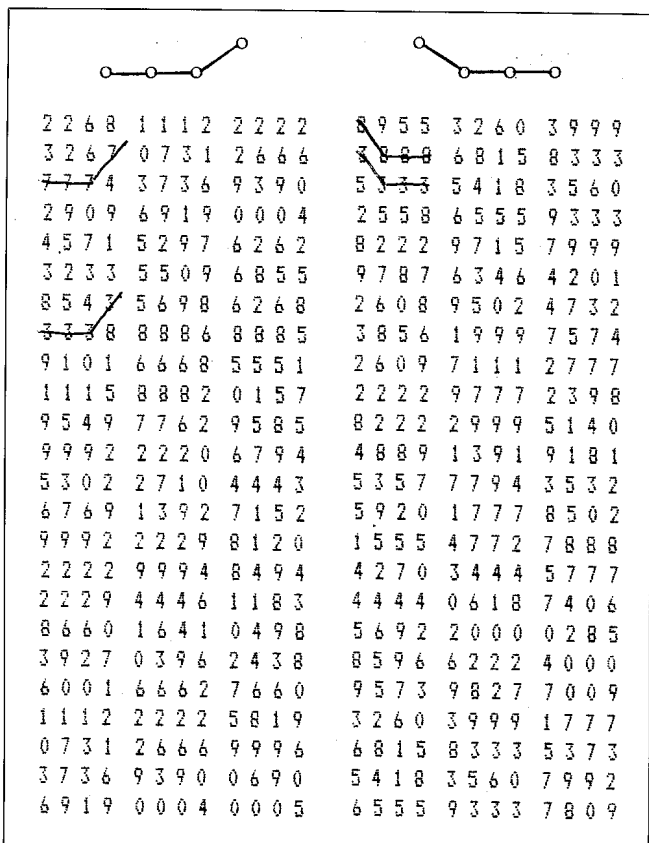 2 2 6 8 1 1 1 2 2 2 2 2
3 2 6 7 0 7 3 1 2 6 6 6
7 7 7 4 3 7 3 6 9 3 9 0
2 9 0 9 6 9 1 9 0 0 0 4
4 5 7 1 5 2 9 7 6 2 6 2
3 2 3 3 5 5 0 9 6 8 5 5
8 5 4 3 5 6 9 8 6 2 6 8
3 3 3 8 8 8 8 6 8 8 8 5
9 1 0 1 6 6 6 8 5 5 5 1
1 1 1 5 8 8 8 2 0 1 5 7
9 5 4 9 7 7 6 2 9 5 8 5
9 9 9 2 2 2 2 0 6 7 9 4
5 3 0 2 2 7 1 0 4 4 4 3
6 7 6 9 1 3 9 2 7 1 5 2
9 9 9 2 2 2 2 9 8 1 2 0
2 2 2 2 9 9 9 4 8 4 9 4
2 2 2 9 4 4 4 6 1 1 8 3
8 6 6 0 1 6 4 1 0 4 9 8
3 9 2 7 0 3 9 6 2 4 3 8
6 0 0 1 6 6 6 2 7 6 6 0
1 1 1 2 2 2 2 2 5 8 1 9
0 7 3 1 2 6 6 6 9 9 9 6
3 7 3 6 9 3 9 0 0 6 9 0
6 9 1 9 0 0 0 4 0 0 0 5
8 9 5 5 3 2 6 0 3 9 9 9
3 8 8 8 6 8 1 5 8 3 3 3
5 3 3 3 5 4 1 8 3 5 6 0
2 5 5 8 6 5 5 5 9 3 3 3
8 2 2 2 9 7 1 5 7 9 9 9
9 7 8 7 6 3 4 6 4 2 0 1
2 6 0 8 9 5 0 2 4 7 3 2
3 8 5 6 1 9 9 9 7 5 7 4
2 6 0 9 7 1 1 1 2 7 7 7
2 2 2 2 9 7 7 7 2 3 9 8
8 2 2 2 2 9 9 9 5 1 4 0
4 8 8 9 1 3 9 1 9 1 8 1
5 3 5 7 7 7 9 4 3 5 3 2
5 9 2 0 1 7 7 7 8 5 0 2
1 5 5 5 4 7 7 2 7 8 8 8
4 2 7 0 3 4 4 4 5 7 7 7
4 4 4 4 0 6 1 8 7 4 0 6
5 6 9 2 2 0 0 0 0 2 8 5
8 5 9 6 6 2 2 2 4 0 0 0
9 5 7 3 9 8 2 7 7 0 0 9
3 2 6 0 3 9 9 9 1 7 7 7
6 8 1 5 8 3 3 3 5 3 7 3
5 4 1 8 3 5 6 0 7 9 9 2
6 5 5 5 9 3 3 3 7 8 0 9